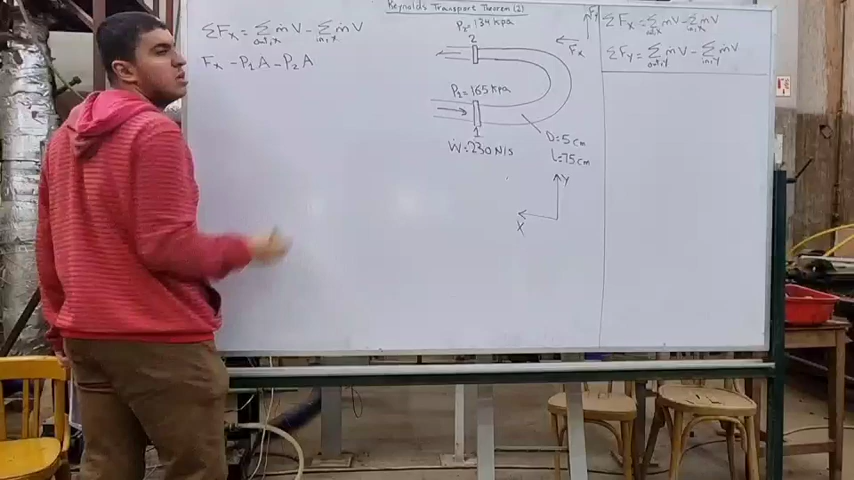 Reynolds Transport Theorem (2)
ΣFx = Σ ṁV - Σ ṁV
out,x in,x
Fx - P1A - P2A
P2 = 134 kpa
2
Fx
Fy
P1 = 165 kpa
1
Ẇ = 230 N/s
D = 5 cm
L = 75 cm
Y
X
ΣFx = Σ ṁV - Σ ṁV
out,x in,x
ΣFy = Σ ṁV - Σ ṁV
out,y in,y